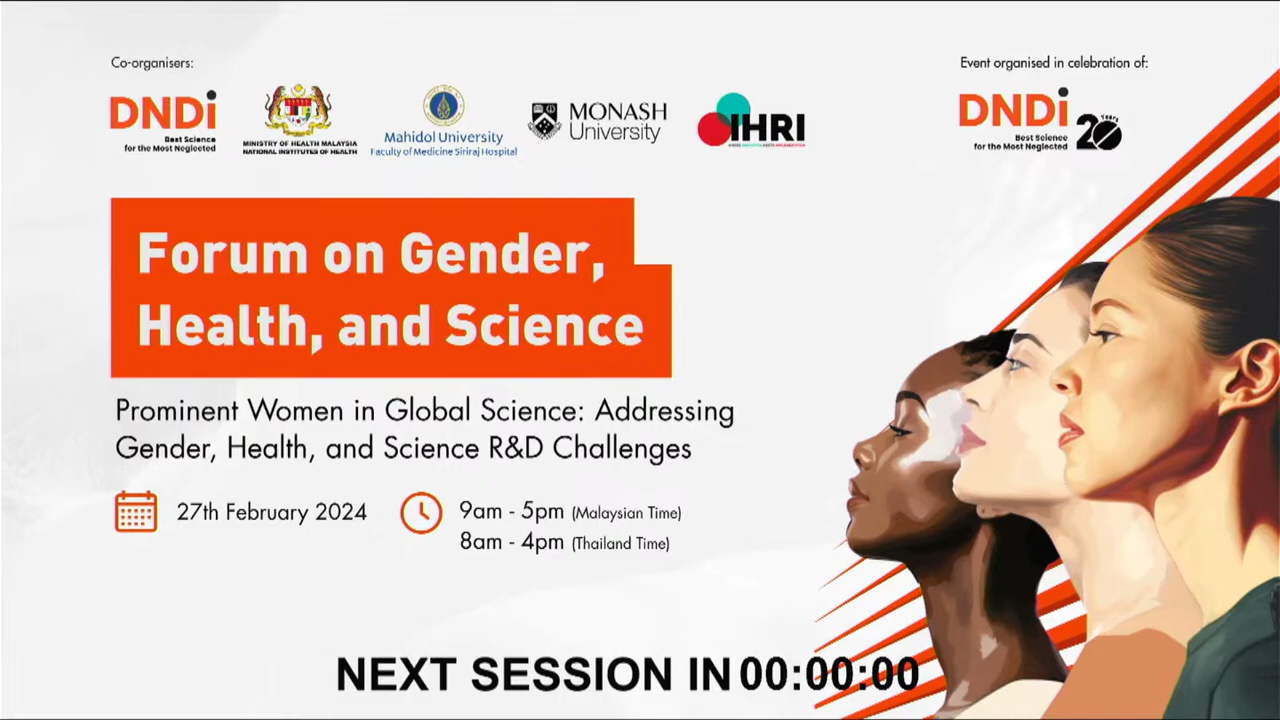 Co-organisers:
Event organised in celebration of:
DNDi
Best Science
for the Most Neglected
MINISTRY OF HEALTH MALAYSIA
NATIONAL INSTITUTES OF HEALTH
Mahidol University
Faculty of Medicine Siriraj Hospital
MONASH
University
IHRI
DNDi
Best Science
for the Most Neglected
20 Years
Forum on Gender,
Health, and Science
Prominent Women in Global Science: Addressing
Gender, Health, and Science R&D Challenges
27th February 2024
9am - 5pm (Malaysian Time)
8am - 4pm (Thailand Time)
NEXT SESSION IN 00:00:00